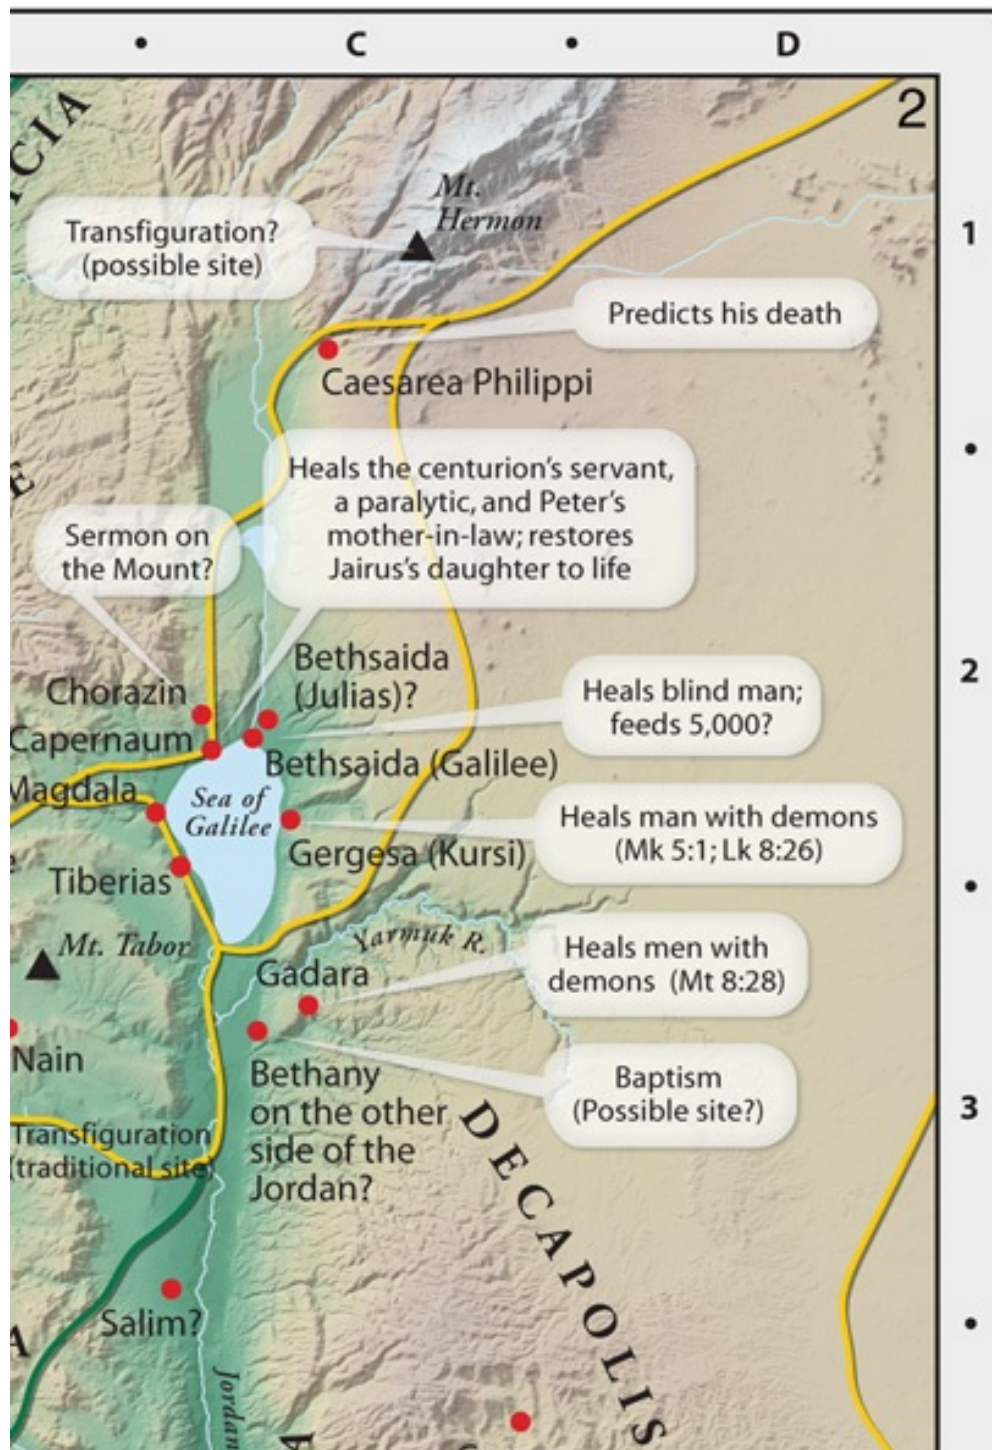 • C • D
2
CIA
Mt.
Hermon
1
Transfiguration?
(possible site)
Predicts his death
Caesarea Philippi
•
E
Heals the centurion's servant,
a paralytic, and Peter's
mother-in-law; restores
Jairus's daughter to life
Sermon on
the Mount?
Bethsaida
(Julias)?
2
Chorazin
Heals blind man;
feeds 5,000?
Capernaum
Bethsaida (Galilee)
Magdala
Sea of
Galilee
Heals man with demons
(Mk 5:1; Lk 8:26)
Gergesa (Kursi)
Tiberias
•
Mt. Tabor
Yarmuk R.
Heals men with
demons (Mt 8:28)
Gadara
Nain
Bethany
on the other
side of the
Jordan?
Baptism
(Possible site?)
3
DECAPOLIS
Transfiguration
(traditional site)
Salim?
•
A
Jordan